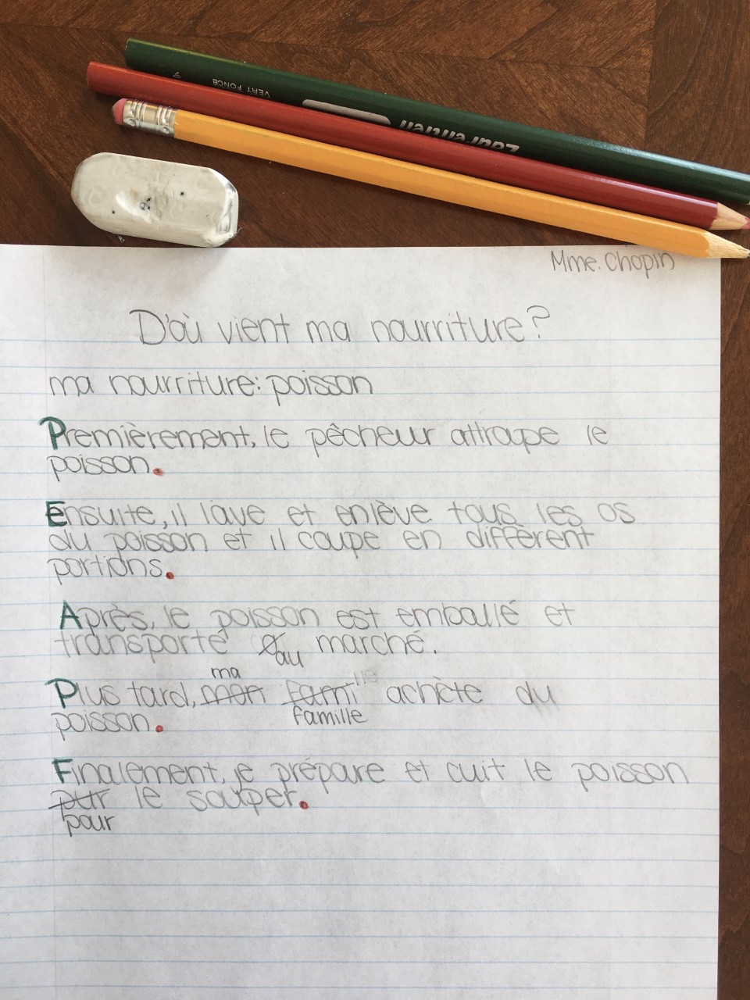 VERT FONCÉ
Laurentien
Mme. Chopin
D'où vient ma nourriture?
ma nourriture: poisson
Premièrement, le pêcheur attrape le
poisson.
Ensuite, il lave et enlève tous les os
du poisson et il coupe en différent
portions.
Après, le poisson est emballé et
transporté à au marché.
ma
Plus tard, mon fami achète du
famille
poisson.
Finalement, je prépare et cuit le poisson
pur le souper.
pour